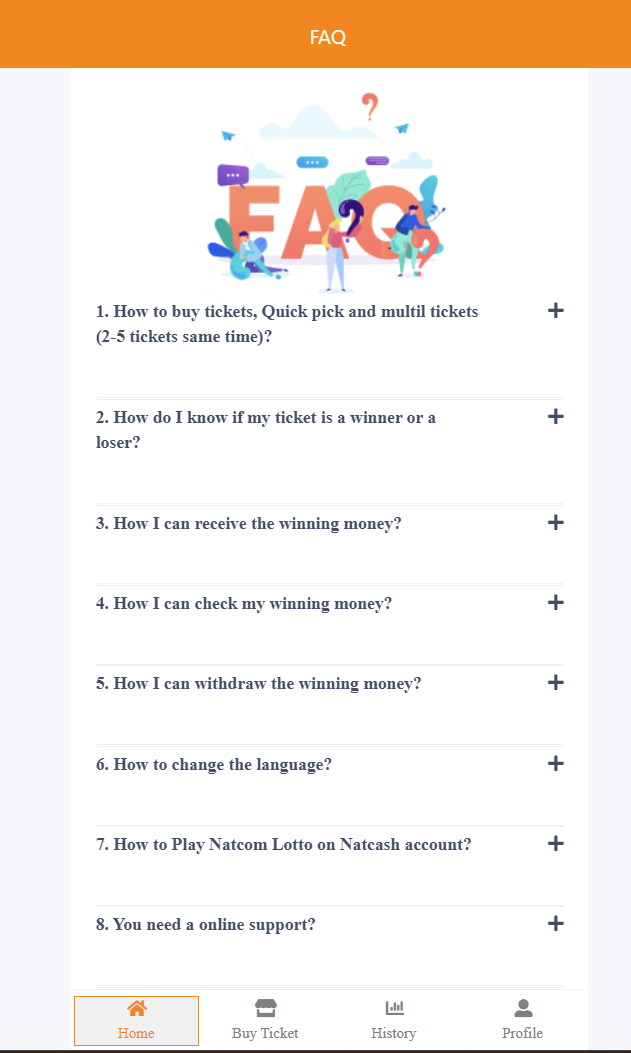 FAQ
FAQ
1. How to buy tickets, Quick pick and multil tickets
(2-5 tickets same time)?
2. How do I know if my ticket is a winner or a
loser?
3. How I can receive the winning money?
4. How I can check my winning money?
5. How I can withdraw the winning money?
6. How to change the language?
7. How to Play Natcom Lotto on Natcash account?
8. You need a online support?
Home
Buy Ticket
History
Profile